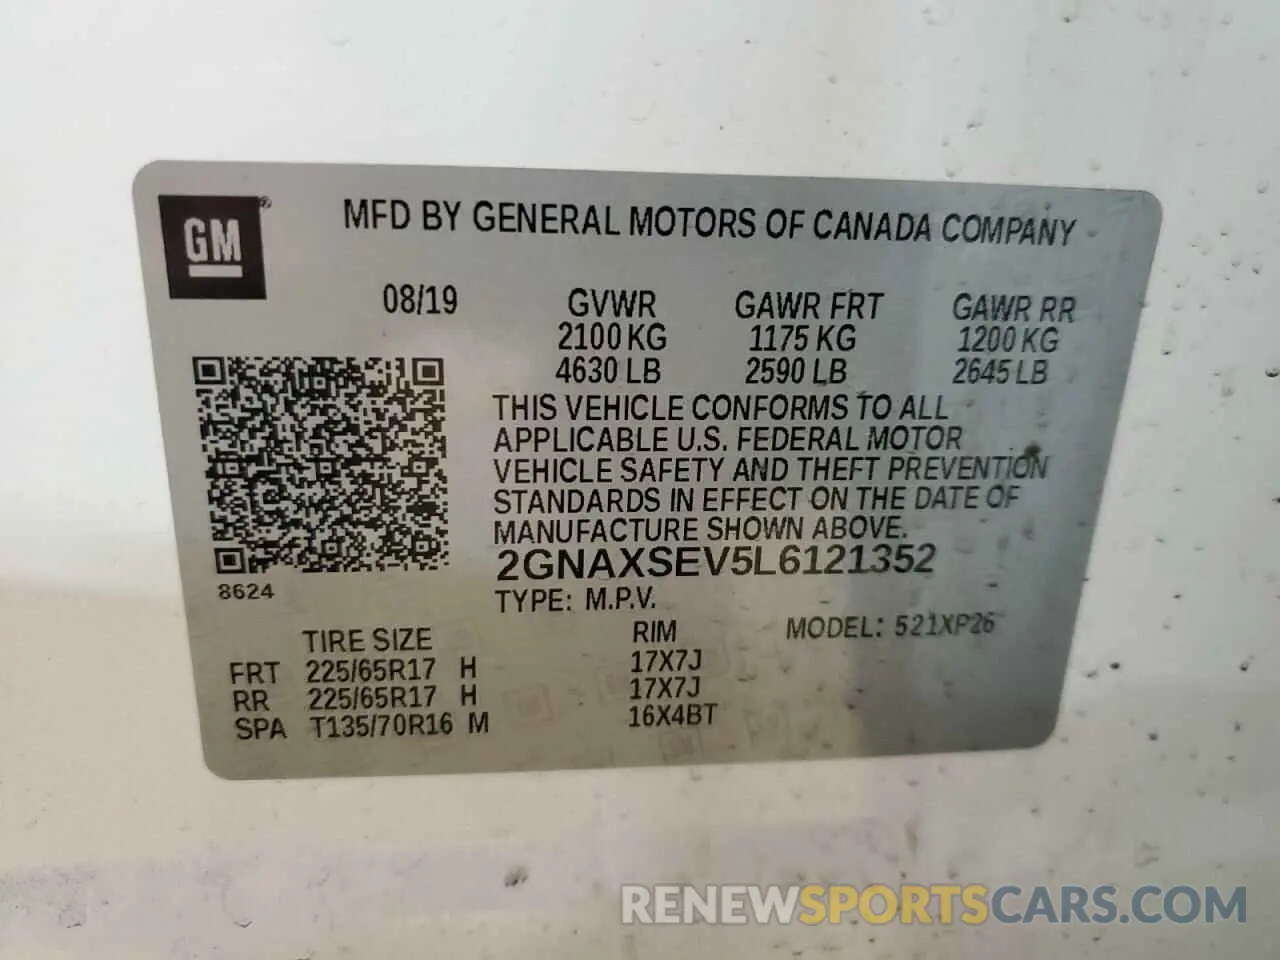 GM®
MFD BY GENERAL MOTORS OF CANADA COMPANY
08/19 GVWR GAWR FRT GAWR RR
2100 KG 1175 KG 1200 KG
4630 LB 2590 LB 2645 LB
THIS VEHICLE CONFORMS TO ALL
APPLICABLE U.S. FEDERAL MOTOR
VEHICLE SAFETY AND THEFT PREVENTION
STANDARDS IN EFFECT ON THE DATE OF
MANUFACTURE SHOWN ABOVE.
2GNAXSEV5L6121352
8624
TYPE: M.P.V.
MODEL: 521XP26
TIRE SIZE RIM
FRT 225/65R17 H 17X7J
RR 225/65R17 H 17X7J
SPA T135/70R16 M 16X4BT
RENEWSPORTSCARS.COM